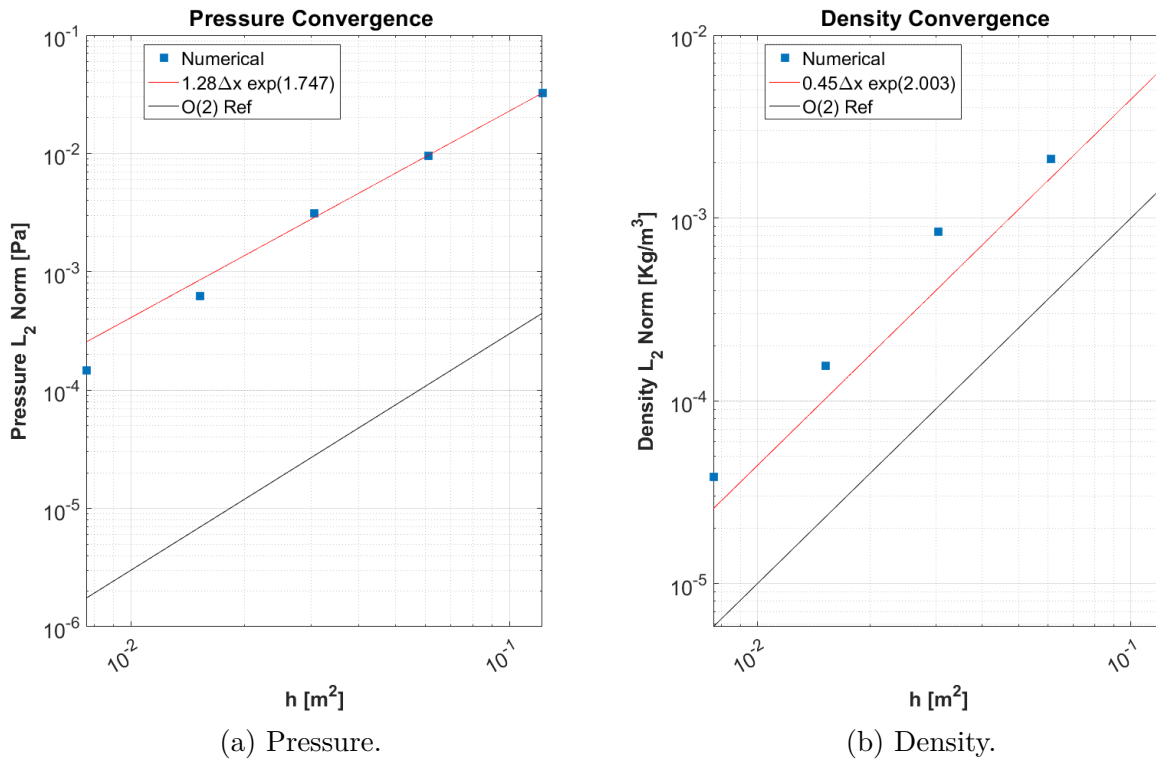 Pressure Convergence
Numerical
1.28Δx exp(1.747)
O(2) Ref
10^-1
10^-2
10^-3
10^-4
10^-5
10^-6
Pressure L_2 Norm [Pa]
10^-2
10^-1
h [m^2]
(a) Pressure.
Density Convergence
Numerical
0.45Δx exp(2.003)
O(2) Ref
10^-2
10^-3
10^-4
10^-5
Density L_2 Norm [Kg/m^3]
10^-2
10^-1
h [m^2]
(b) Density.